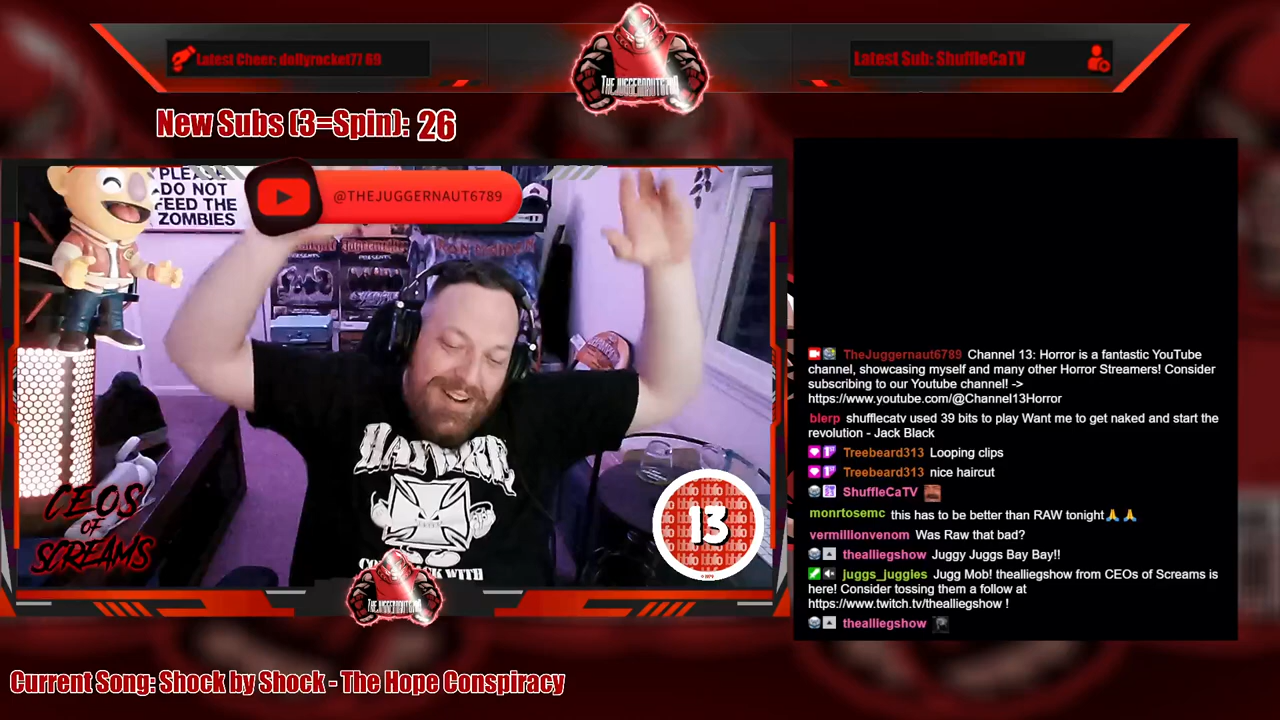 Latest Cheer: dollyrocket77 89
Latest Sub: ShuffleCaTV
THEJUGGERNAUT6789
New Subs (3=Spin): 26
PLEASE
DO NOT
FEED THE
ZOMBIES
@THEJUGGERNAUT6789
CEOS
OF
SCREAMS
13
TheJuggernaut6789 Channel 13: Horror is a fantastic YouTube
channel, showcasing myself and many other Horror Streamers! Consider
subscribing to our Youtube channel! ->
https://www.youtube.com/@Channel13Horror
blerp shufflecatv used 39 bits to play Want me to get naked and start the
revolution - Jack Black
Treebeard313 Looping clips
Treebeard313 nice haircut
ShuffleCaTV
monrtosemc this has to be better than RAW tonight🙏🙏
vermillionvenom Was Raw that bad?
thealliegshow Juggy Juggs Bay Bay!!
juggs_juggies Jugg Mob! thealliegshow from CEOs of Screams is
here! Consider tossing them a follow at
https://www.twitch.tv/thealliegshow !
thealliegshow
Current Song: Shock by Shock - The Hope Conspiracy